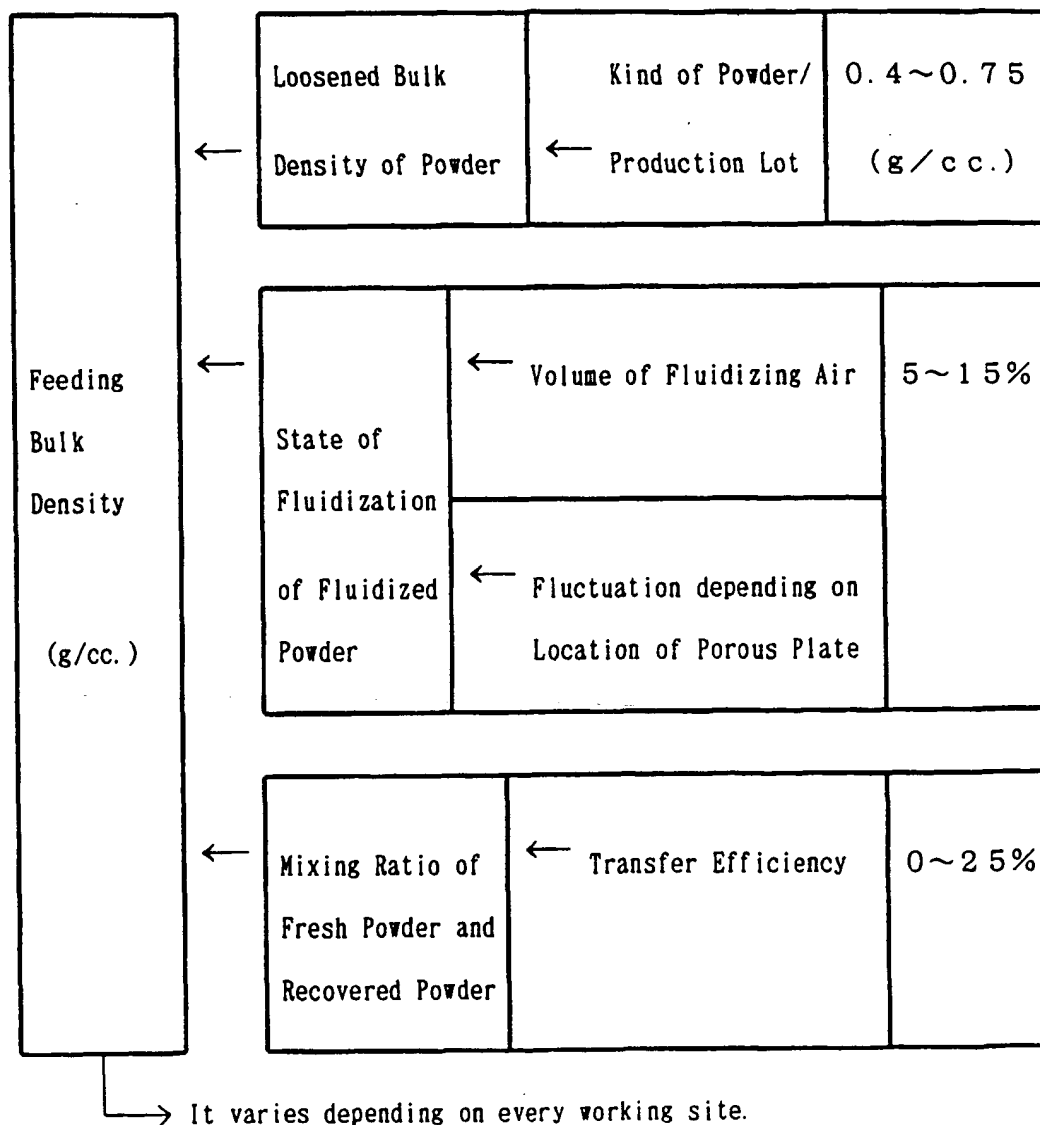 Loosened Bulk
Density of Powder
←
← Kind of Powder/
Production Lot
0.4~0.75
(g/cc.)
Feeding
Bulk
Density
(g/cc.)
←
State of
Fluidization
of Fluidized
Powder
← Volume of Fluidizing Air
5~15%
← Fluctuation depending on
Location of Porous Plate
←
Mixing Ratio of
Fresh Powder and
Recovered Powder
← Transfer Efficiency
0~25%
It varies depending on every working site.